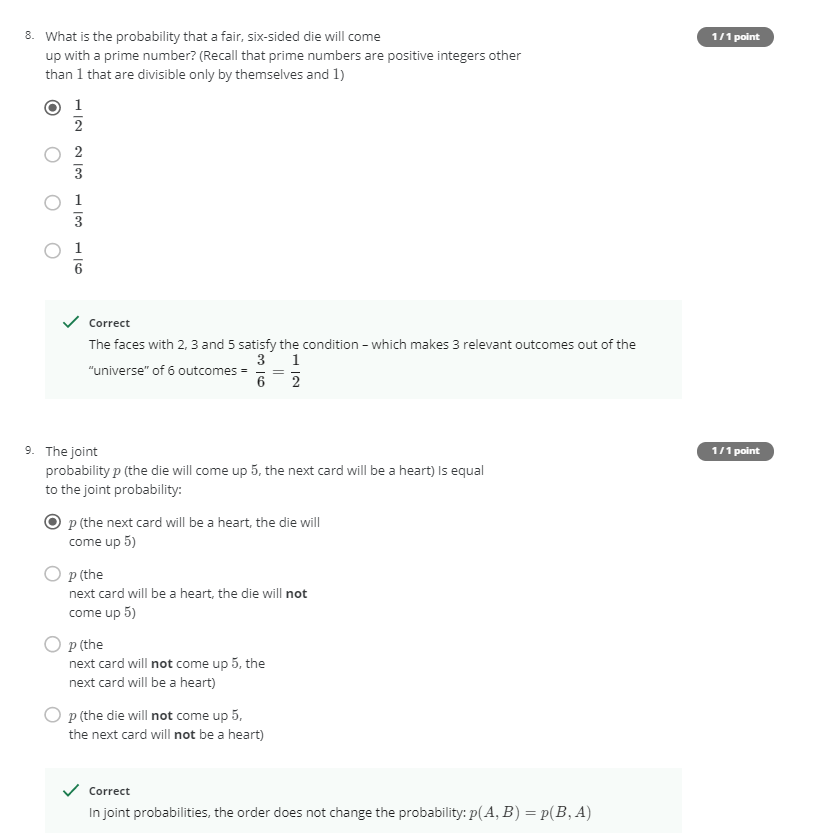 8. What is the probability that a fair, six-sided die will come
1 / 1 point
up with a prime number? (Recall that prime numbers are positive integers other
than 1 that are divisible only by themselves and 1)
1/2
2/3
1/3
1/6
Correct
The faces with 2, 3 and 5 satisfy the condition – which makes 3 relevant outcomes out of the
"universe" of 6 outcomes = 3/6 = 1/2
9. The joint
1 / 1 point
probability p (the die will come up 5, the next card will be a heart) Is equal
to the joint probability:
p (the next card will be a heart, the die will
come up 5)
p (the
next card will be a heart, the die will not
come up 5)
p (the
next card will not come up 5, the
next card will be a heart)
p (the die will not come up 5,
the next card will not be a heart)
Correct
In joint probabilities, the order does not change the probability: p(A, B) = p(B, A)